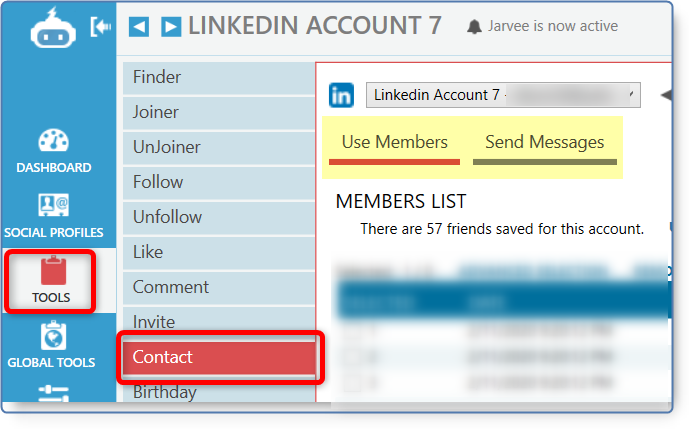 LINKEDIN ACCOUNT 7
Jarvee is now active
DASHBOARD
SOCIAL PROFILES
TOOLS
GLOBAL TOOLS
Finder
Joiner
UnJoiner
Follow
Unfollow
Like
Comment
Invite
Contact
Birthday
in
Linkedin Account 7 -
Use Members
Send Messages
MEMBERS LIST
There are 57 friends saved for this account.